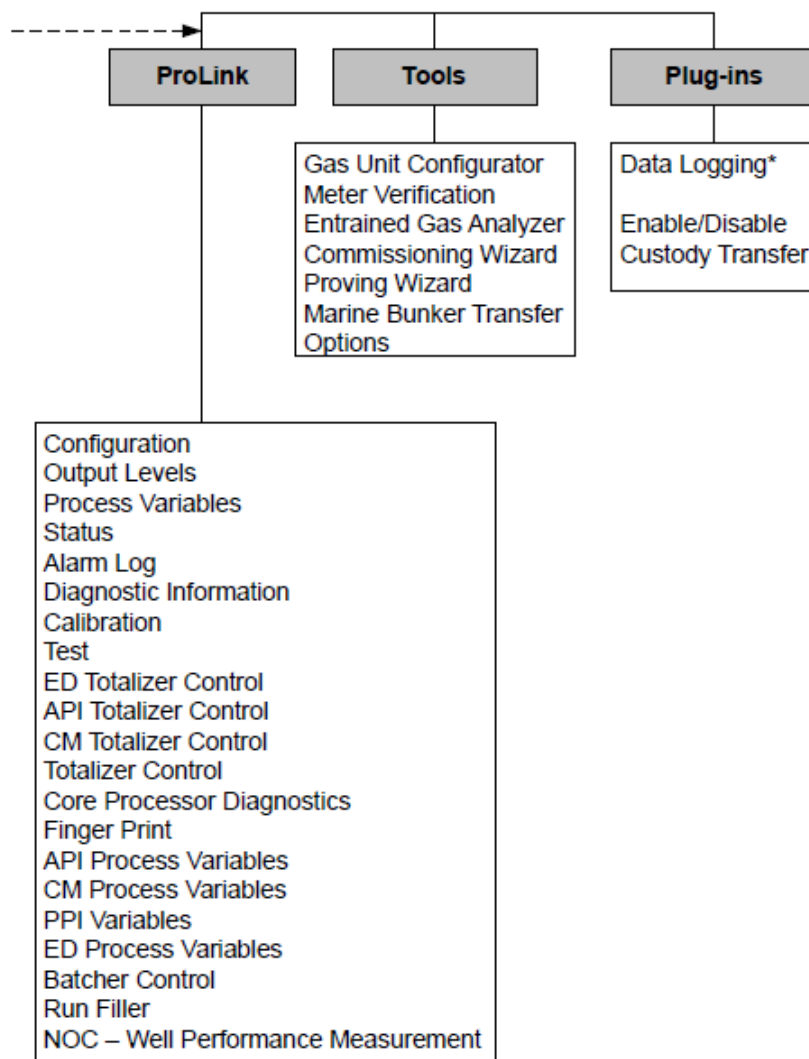 ProLink
Tools
Plug-ins
Gas Unit Configurator
Meter Verification
Entrained Gas Analyzer
Commissioning Wizard
Proving Wizard
Marine Bunker Transfer
Options
Data Logging*
Enable/Disable
Custody Transfer
Configuration
Output Levels
Process Variables
Status
Alarm Log
Diagnostic Information
Calibration
Test
ED Totalizer Control
API Totalizer Control
CM Totalizer Control
Totalizer Control
Core Processor Diagnostics
Finger Print
API Process Variables
CM Process Variables
PPI Variables
ED Process Variables
Batcher Control
Run Filler
NOC – Well Performance Measurement